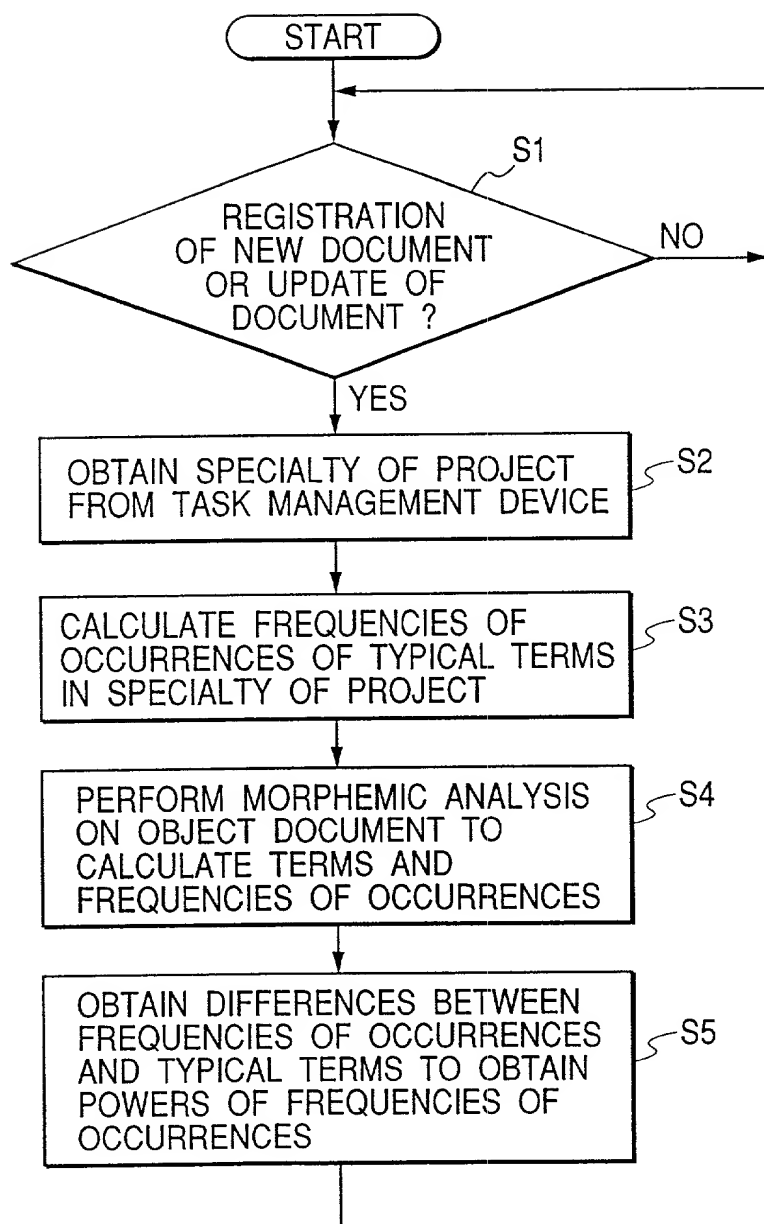 START
S1
REGISTRATION
OF NEW DOCUMENT
OR UPDATE OF
DOCUMENT ?
NO
YES
OBTAIN SPECIALTY OF PROJECT
FROM TASK MANAGEMENT DEVICE
S2
CALCULATE FREQUENCIES OF
OCCURRENCES OF TYPICAL TERMS
IN SPECIALTY OF PROJECT
S3
PERFORM MORPHEMIC ANALYSIS
ON OBJECT DOCUMENT TO
CALCULATE TERMS AND
FREQUENCIES OF OCCURRENCES
S4
OBTAIN DIFFERENCES BETWEEN
FREQUENCIES OF OCCURRENCES
AND TYPICAL TERMS TO OBTAIN
POWERS OF FREQUENCIES OF
OCCURRENCES
S5